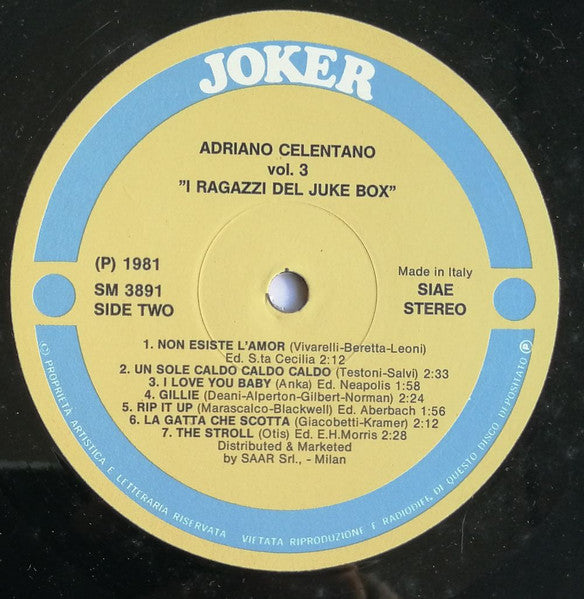 JOKER
ADRIANO CELENTANO
vol. 3
"I RAGAZZI DEL JUKE BOX"
(P) 1981
SM 3891
SIDE TWO
Made in Italy
SIAE
STEREO
1. NON ESISTE L'AMOR (Vivarelli-Beretta-Leoni)
Ed. S.ta Cecilia 2:12
2. UN SOLE CALDO CALDO CALDO (Testoni-Salvi) 2:33
3. I LOVE YOU BABY (Anka) Ed. Neapolis 1:58
4. GILLIE (Deani-Alperton-Gilbert-Norman) 2:24
5. RIP IT UP (Marascalco-Blackwell) Ed. Aberbach 1:56
6. LA GATTA CHE SCOTTA (Giacobetti-Kramer) 2:12
7. THE STROLL (Otis) Ed. E.H.Morris 2:28
Distributed & Marketed
by SAAR Srl., - Milan
(C) PROPRIETÀ ARTISTICA E LETTERARIA RISERVATA VIETATA RIPRODUZIONE E RADIODIF. DI QUESTO DISCO DEPOSITATO (P)